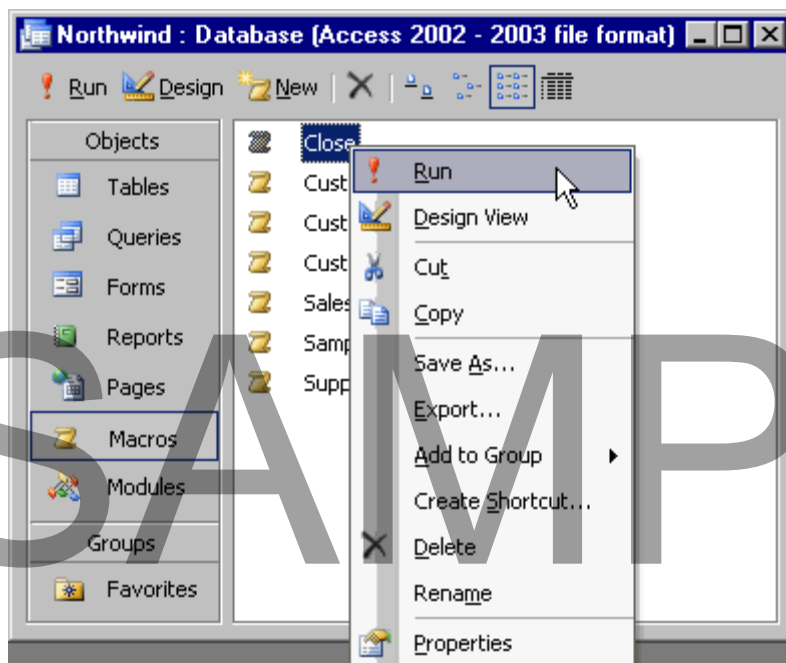 Northwind : Database (Access 2002 - 2003 file format)
Run Design New
Objects
Tables
Queries
Forms
Reports
Pages
Macros
Modules
Groups
Favorites
Close
Cust
Cust
Cust
Sales
Samp
Supp
Run
Design View
Cut
Copy
Save As...
Export...
Add to Group
Create Shortcut...
Delete
Rename
Properties
SAMP